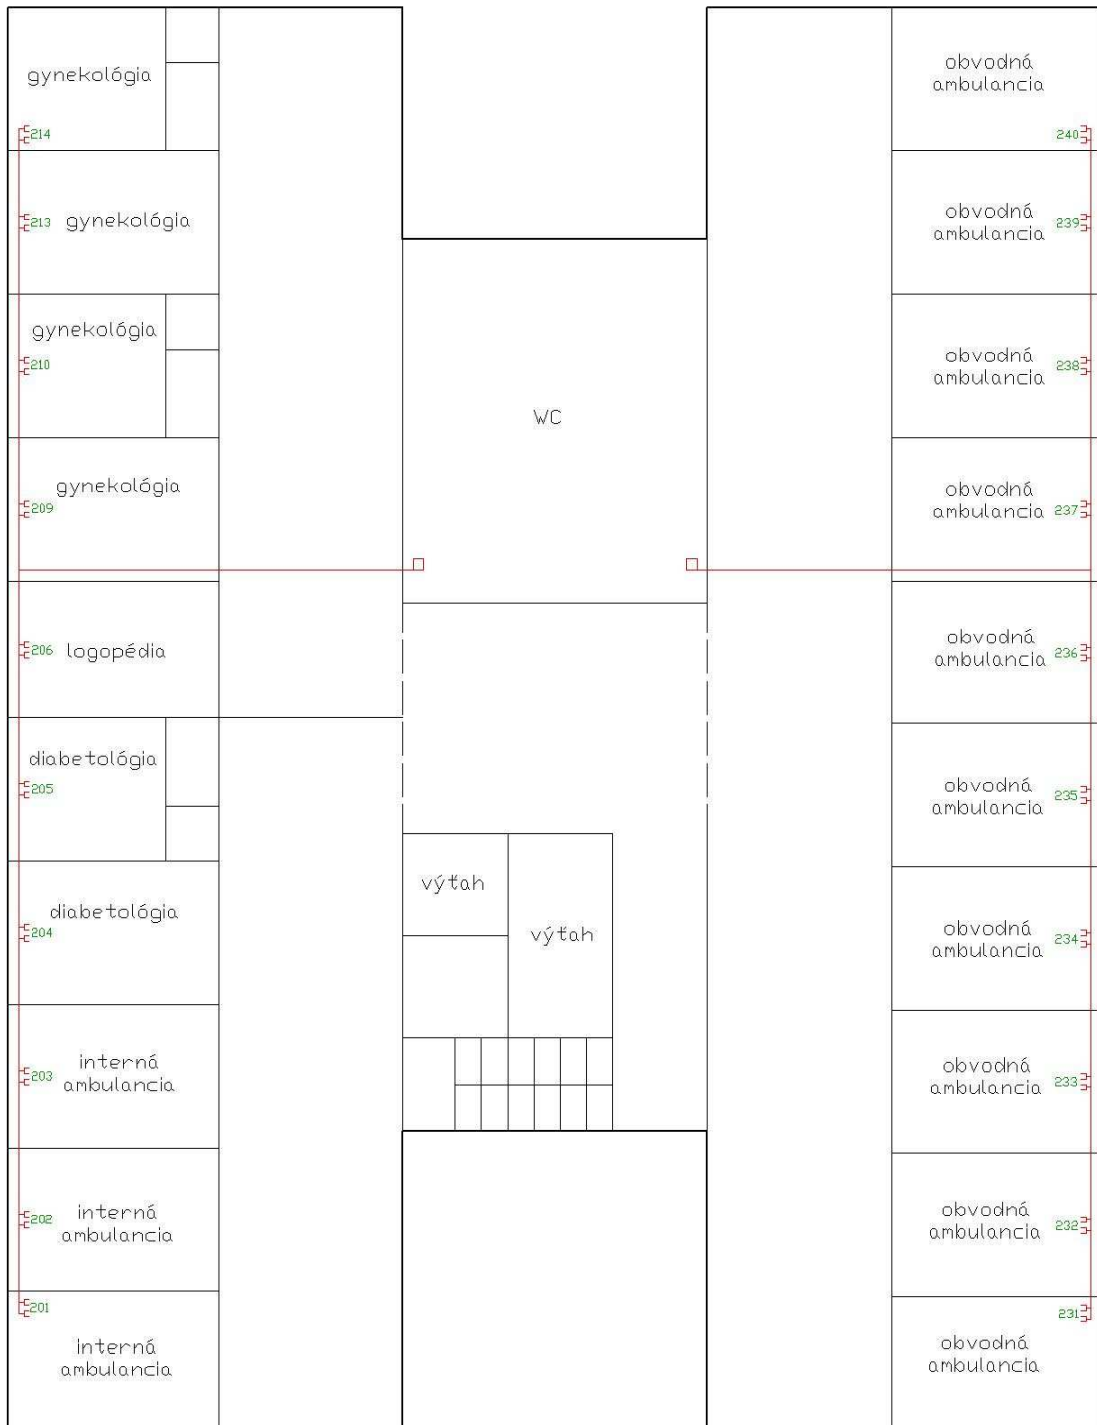 gynekológia
214
213
gynekológia
gynekológia
210
gynekológia
209
206
logopédia
diabetológia
205
diabetológia
204
interná
203
ambulancia
202
interná
ambulancia
201
interná
ambulancia
WC
výťah
výťah
obvodná
ambulancia
240
obvodná
ambulancia
239
obvodná
ambulancia
238
obvodná
ambulancia
237
obvodná
ambulancia
236
obvodná
ambulancia
235
obvodná
ambulancia
234
obvodná
ambulancia
233
obvodná
ambulancia
232
231
obvodná
ambulancia